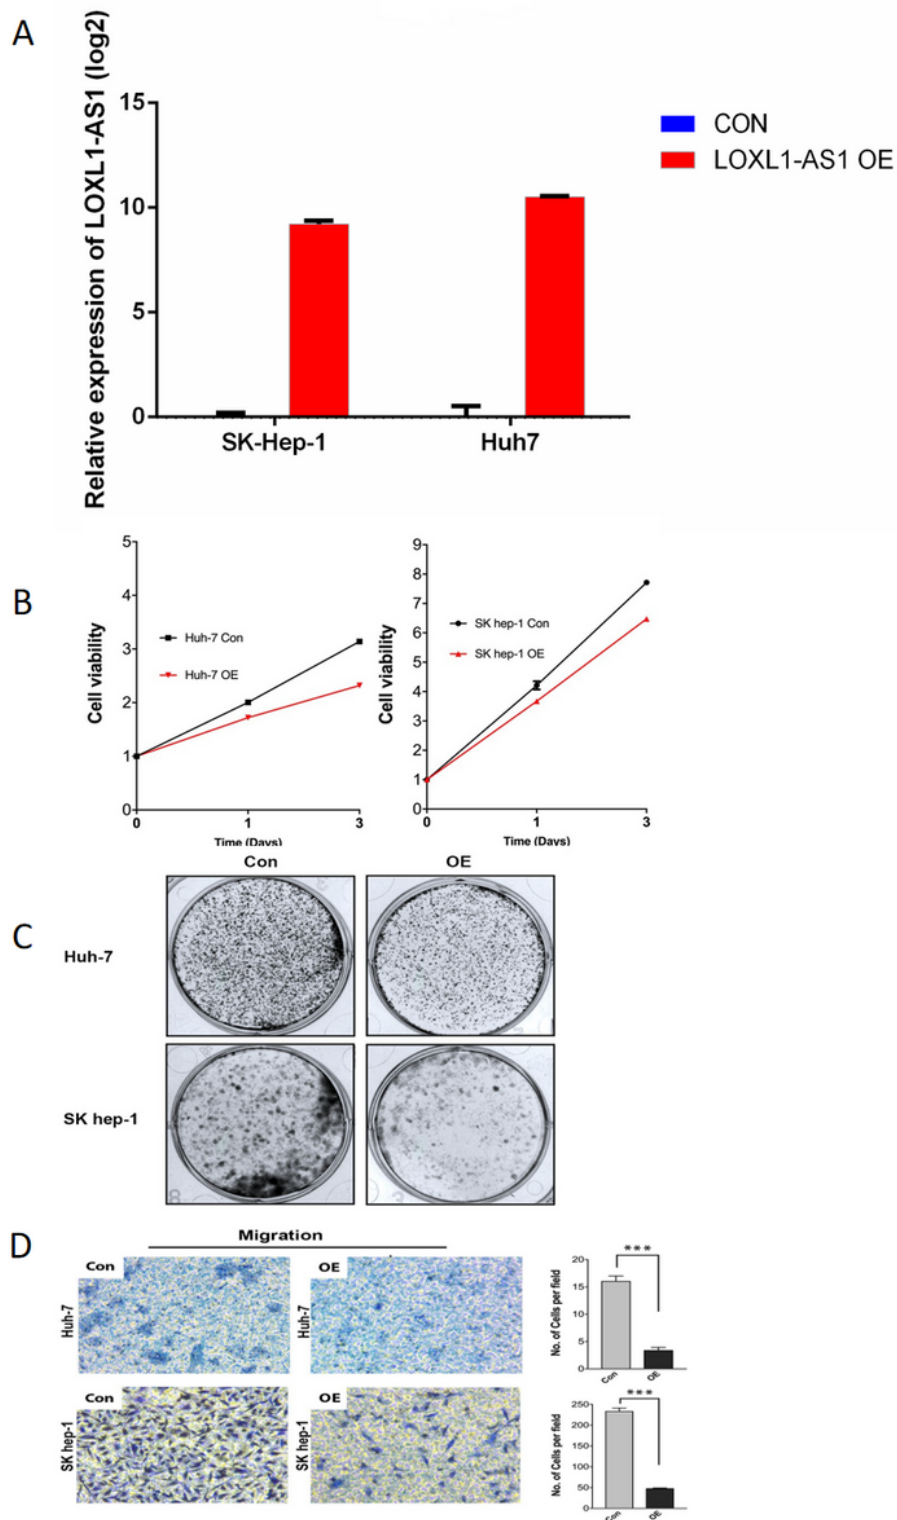 A
Relative expression of LOXL1-AS1 (log2)
15
10
5
0
SK-Hep-1
Huh7
CON
LOXL1-AS1 OE
B
Cell viability
5
4
3
2
1
0
Huh-7 Con
Huh-7 OE
0
1
3
Time (Days)
Cell viability
9
8
7
6
5
4
3
2
1
0
SK hep-1 Con
SK hep-1 OE
0
1
3
Time (Days)
C
Con
OE
Huh-7
SK hep-1
D
Migration
Con
Huh-7
OE
Huh-7
No. of Cells per field
20
15
10
5
0
***
Con
OE
Con
SK hep-1
OE
SK hep-1
No. of Cells per field
250
200
150
100
50
0
***
Con
OE